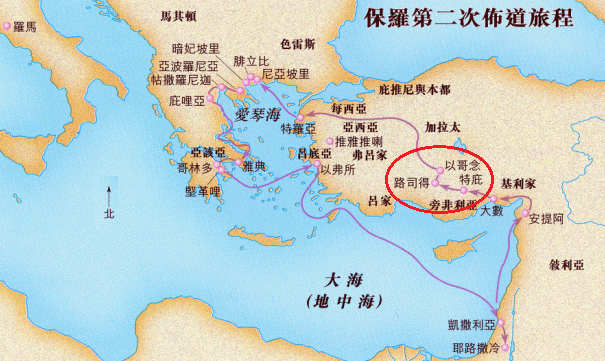 保羅第二次佈道旅程
羅馬
馬其頓
色雷斯
暗妃坡里
腓立比
亞波羅尼亞
尼亞坡里
帖撒羅尼迦
庇哩亞
庇推尼與本都
每西亞
愛琴海
特羅亞
亞西亞
加拉太
推雅推喇
亞該亞
呂底亞
弗呂家
以哥念
哥林多
雅典
以弗所
路司得
特庇
基利家
堅革哩
呂家
旁非利亞
大數
安提阿
北
敘利亞
大海
(地中海)
凱撒利亞
耶路撒冷